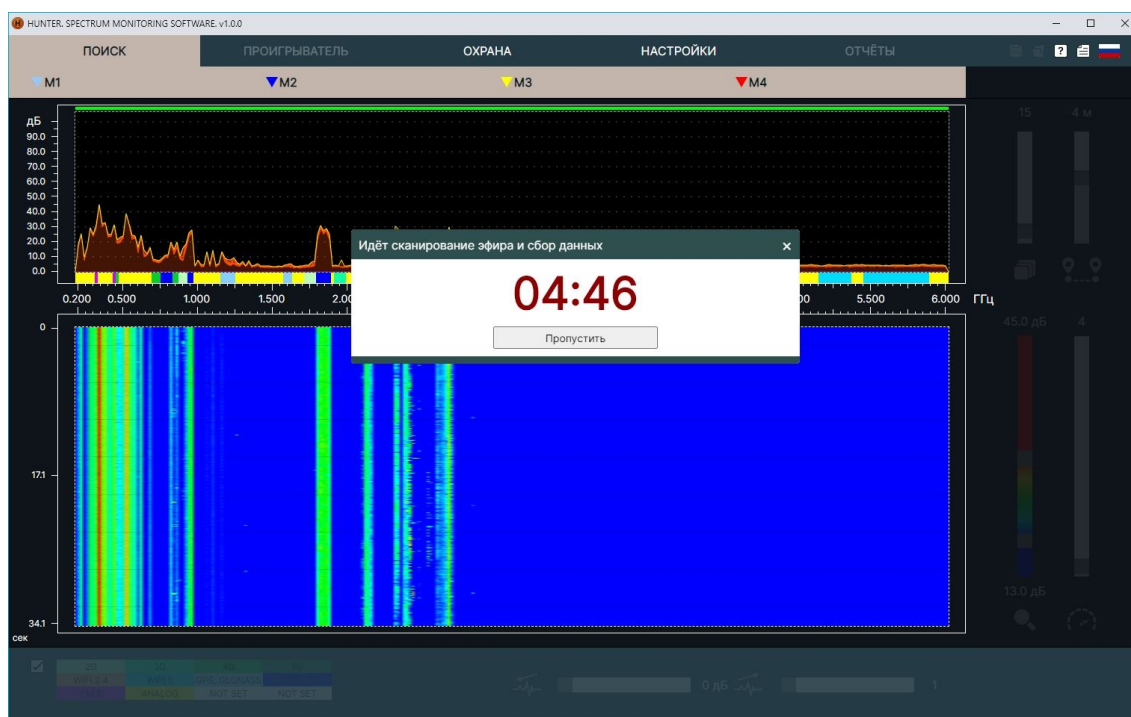 HUNTER. SPECTRUM MONITORING SOFTWARE. v1.0.0
ПОИСК ПРОИГРЫВАТЕЛЬ ОХРАНА НАСТРОЙКИ ОТЧЁТЫ ?
M1 M2 M3 M4
15 4 м
дБ
90.0
80.0
70.0
60.0
50.0
40.0
30.0
20.0
10.0
0.0
Идёт сканирование эфира и сбор данных ×
04:46
Пропустить
0.200 0.500 1.000 1.500 5.500 6.000 ГГц
45.0 дБ 4
0
17.1
34.1
сек
13.0 дБ
2G 3G 4G
WIFI 2.4 WIFI 5 GPS, GLONASS
ANALOG NOT SET NOT SET
0 дБ 1